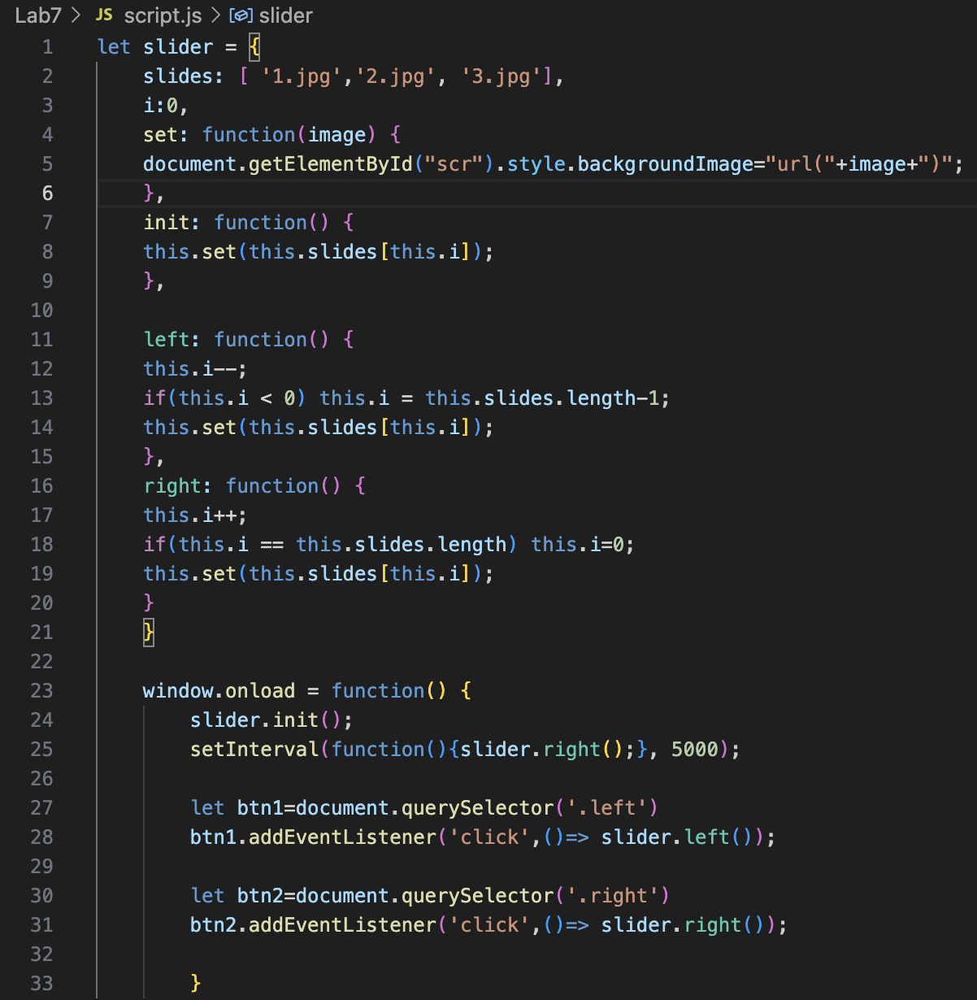 Lab7 > JS script.js > slider
1 let slider = {
2 slides: [ '1.jpg','2.jpg', '3.jpg'],
3 i:0,
4 set: function(image) {
5 document.getElementById("scr").style.backgroundImage="url("+image+")";
6 },
7 init: function() {
8 this.set(this.slides[this.i]);
9 },
10
11 left: function() {
12 this.i--;
13 if(this.i < 0) this.i = this.slides.length-1;
14 this.set(this.slides[this.i]);
15 },
16 right: function() {
17 this.i++;
18 if(this.i == this.slides.length) this.i=0;
19 this.set(this.slides[this.i]);
20 }
21 }
22
23 window.onload = function() {
24 slider.init();
25 setInterval(function(){slider.right();}, 5000);
26
27 let btn1=document.querySelector('.left')
28 btn1.addEventListener('click',()=> slider.left());
29
30 let btn2=document.querySelector('.right')
31 btn2.addEventListener('click',()=> slider.right());
32
33 }